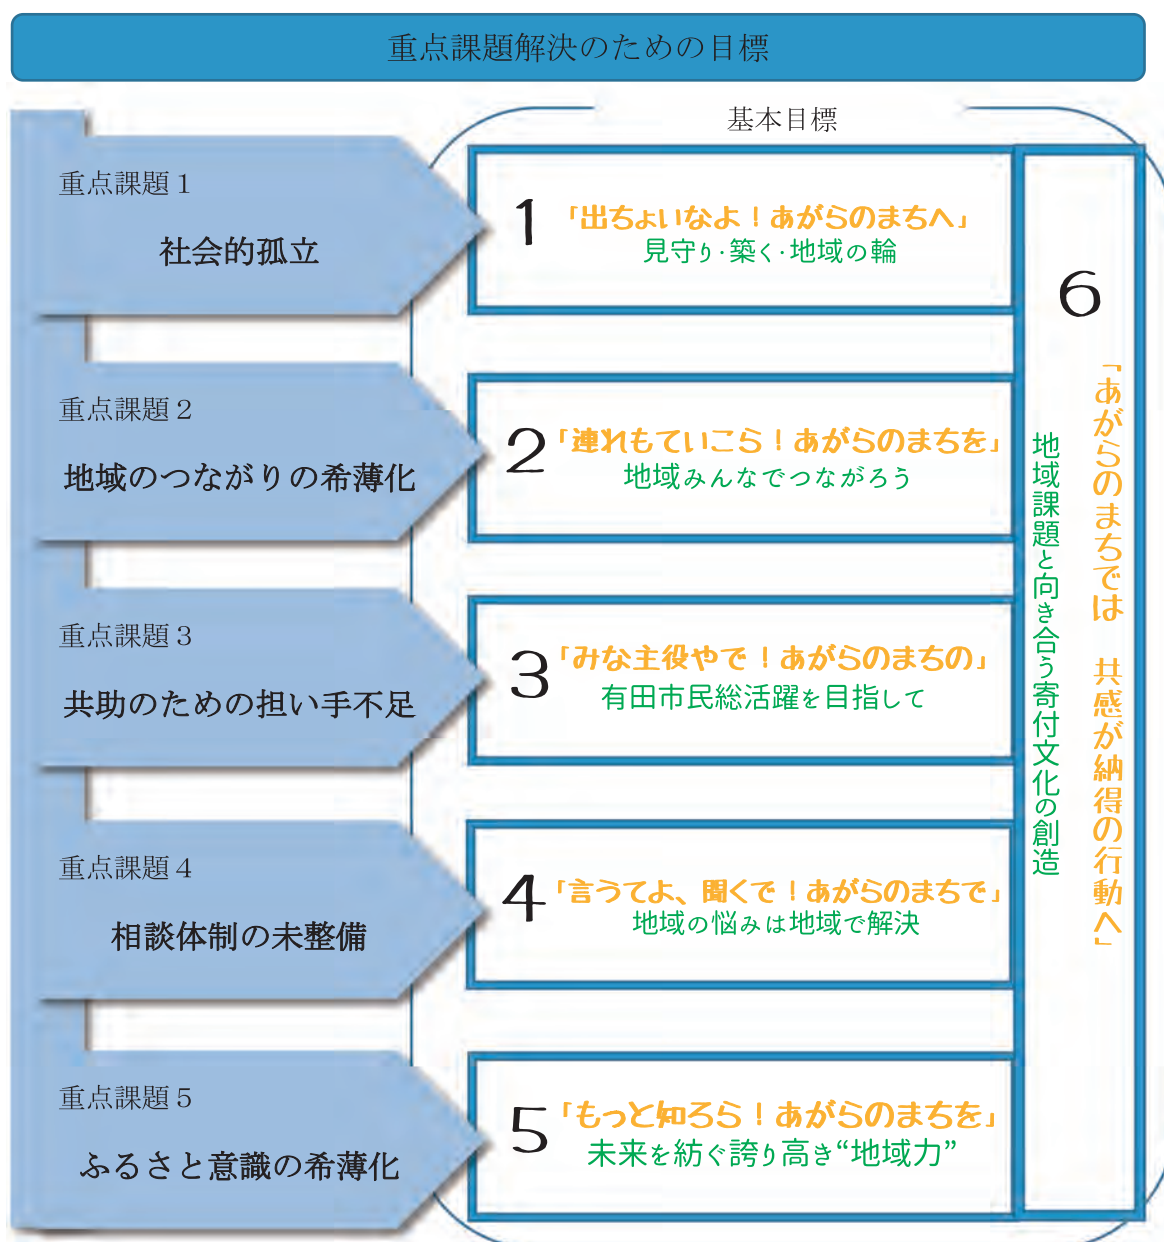 重点課題解決のための目標
基本目標
重点課題１
社会的孤立
1
「出ちょいなよ！あがらのまちへ」
見守り・築く・地域の輪
重点課題２
地域のつながりの希薄化
2
「連れもていこら！あがらのまちを」
地域みんなでつながろう
重点課題３
共助のための担い手不足
3
「みな主役やで！あがらのまちの」
有田市民総活躍を目指して
重点課題４
相談体制の未整備
4
「言うてよ、聞くで！あがらのまちで」
地域の悩みは地域で解決
重点課題５
ふるさと意識の希薄化
5
「もっと知ろら！あがらのまちを」
未来を紡ぐ誇り高き“地域力”
6
「あがらのまちでは　共感が納得の行動へ」
地域課題と向き合う寄付文化の創造